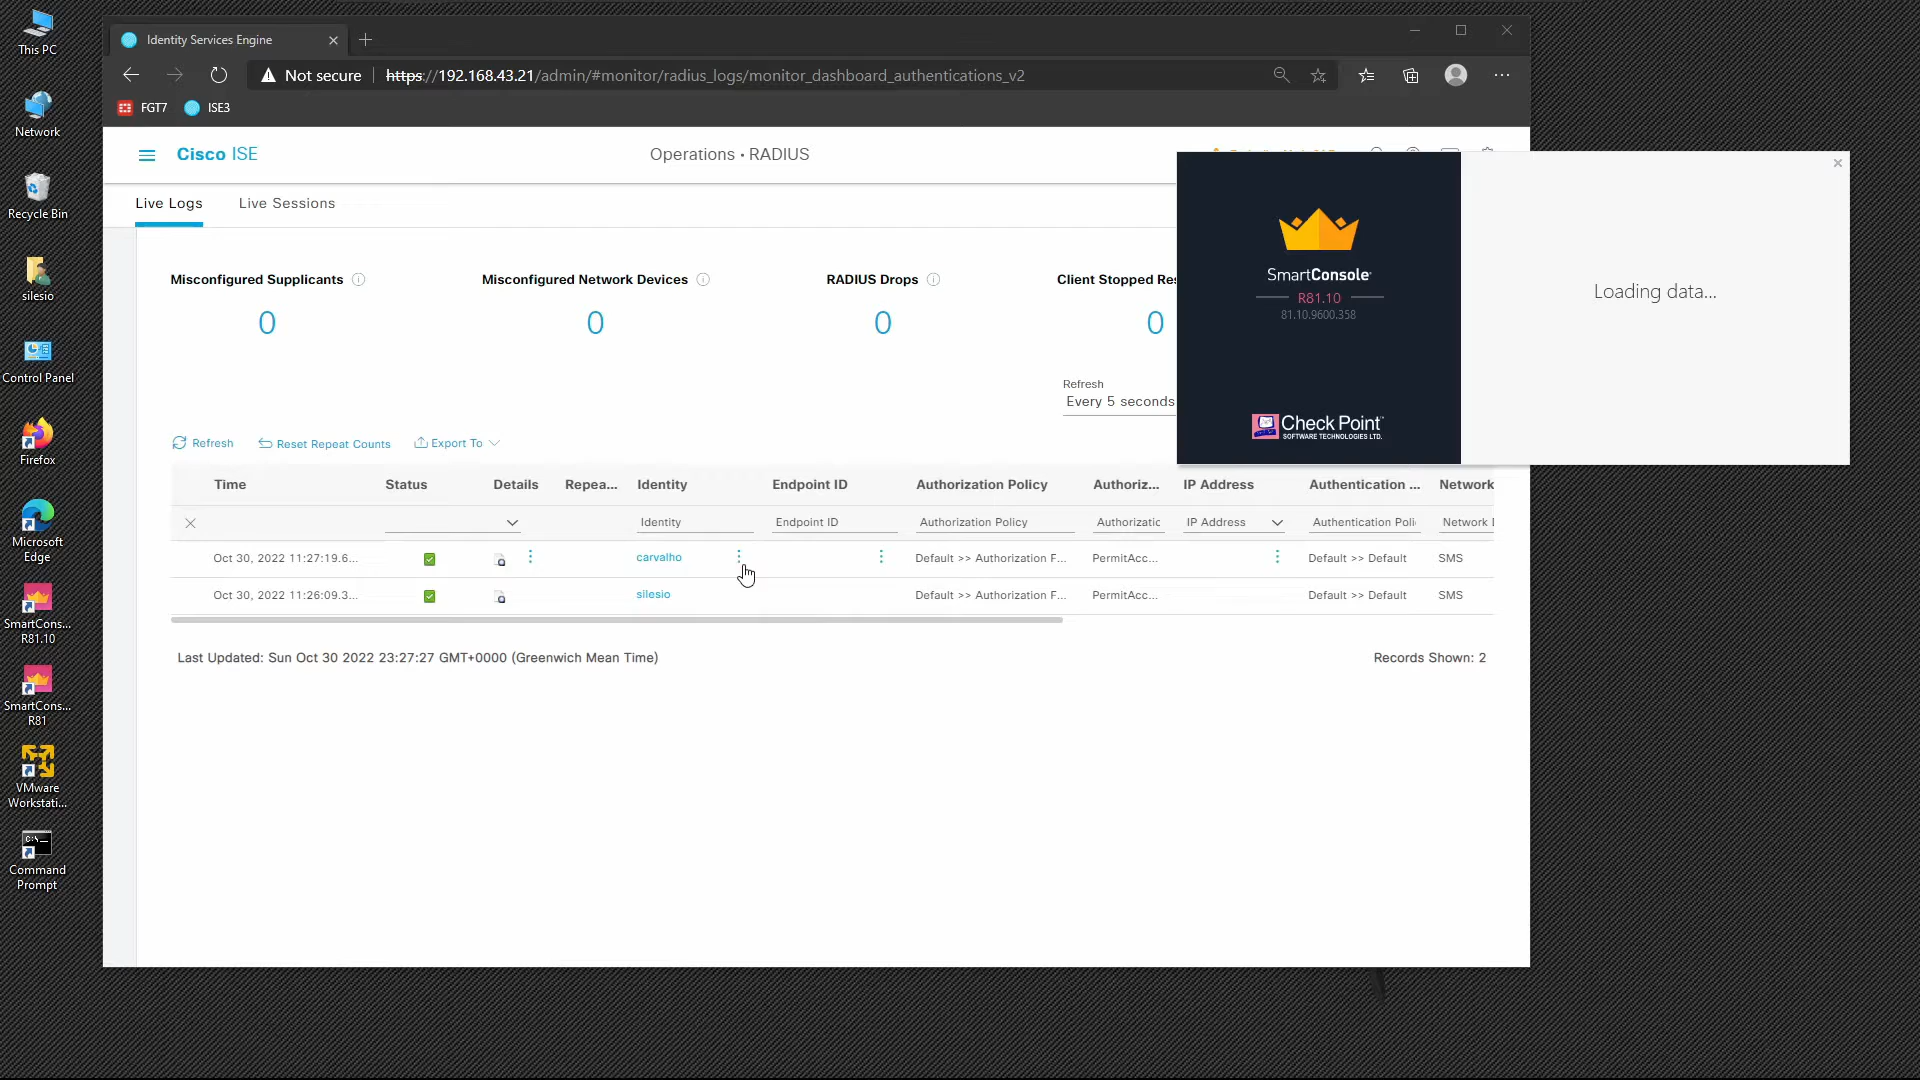 This PC
Network
Recycle Bin
silesio
Control Panel
Firefox
Microsoft
Edge
SmartCons...
R81.10
SmartCons...
R81
VMware
Workstati...
Command
Prompt
Identity Services Engine
Not secure
https://192.168.43.21/admin/#monitor/radius_logs/monitor_dashboard_authentications_v2
FGT7
ISE3
Cisco ISE
Operations • RADIUS
Live Logs
Live Sessions
Misconfigured Supplicants
0
Misconfigured Network Devices
0
RADIUS Drops
0
Client Stopped Res
0
Refresh
Every 5 seconds
SmartConsole
R81.10
81.10.9600.358
Check Point
SOFTWARE TECHNOLOGIES LTD.
Loading data...
Refresh
Reset Repeat Counts
Export To
Time Status Details Repea... Identity Endpoint ID Authorization Policy Authoriz... IP Address Authentication ... Network
Identity Endpoint ID Authorization Policy Authorizatic IP Address Authentication Poli Network
Oct 30, 2022 11:27:19.6... carvalho Default >> Authorization F... PermitAcc... Default >> Default SMS
Oct 30, 2022 11:26:09.3... silesio Default >> Authorization F... PermitAcc... Default >> Default SMS
Last Updated: Sun Oct 30 2022 23:27:27 GMT+0000 (Greenwich Mean Time)
Records Shown: 2